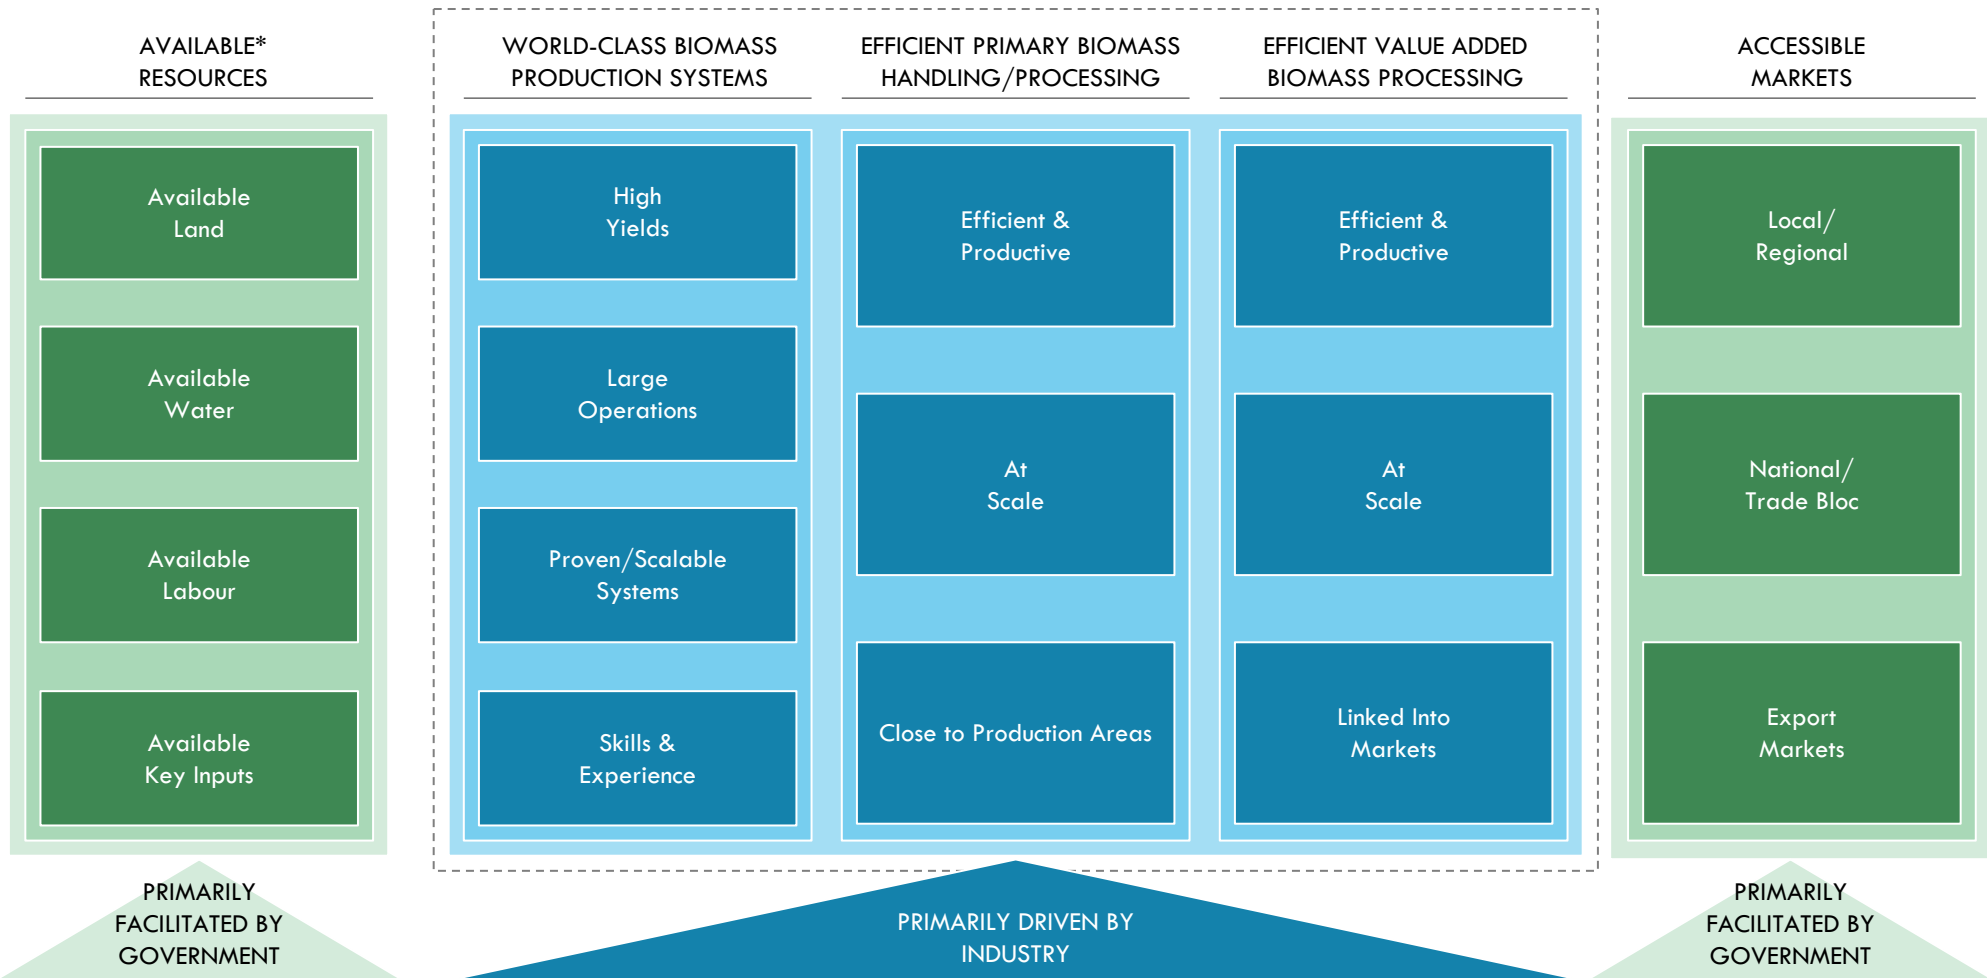 AVAILABLE*
RESOURCES
Available
Land
Available
Water
Available
Labour
Available
Key Inputs
PRIMARILY
FACILITATED BY
GOVERNMENT
WORLD-CLASS BIOMASS
PRODUCTION SYSTEMS
High
Yields
Large
Operations
Proven/Scalable
Systems
Skills &
Experience
EFFICIENT PRIMARY BIOMASS
HANDLING/PROCESSING
Efficient &
Productive
At
Scale
Close to Production Areas
EFFICIENT VALUE ADDED
BIOMASS PROCESSING
Efficient &
Productive
At
Scale
Linked Into
Markets
PRIMARILY DRIVEN BY
INDUSTRY
ACCESSIBLE
MARKETS
Local/
Regional
National/
Trade Bloc
Export
Markets
PRIMARILY
FACILITATED BY
GOVERNMENT